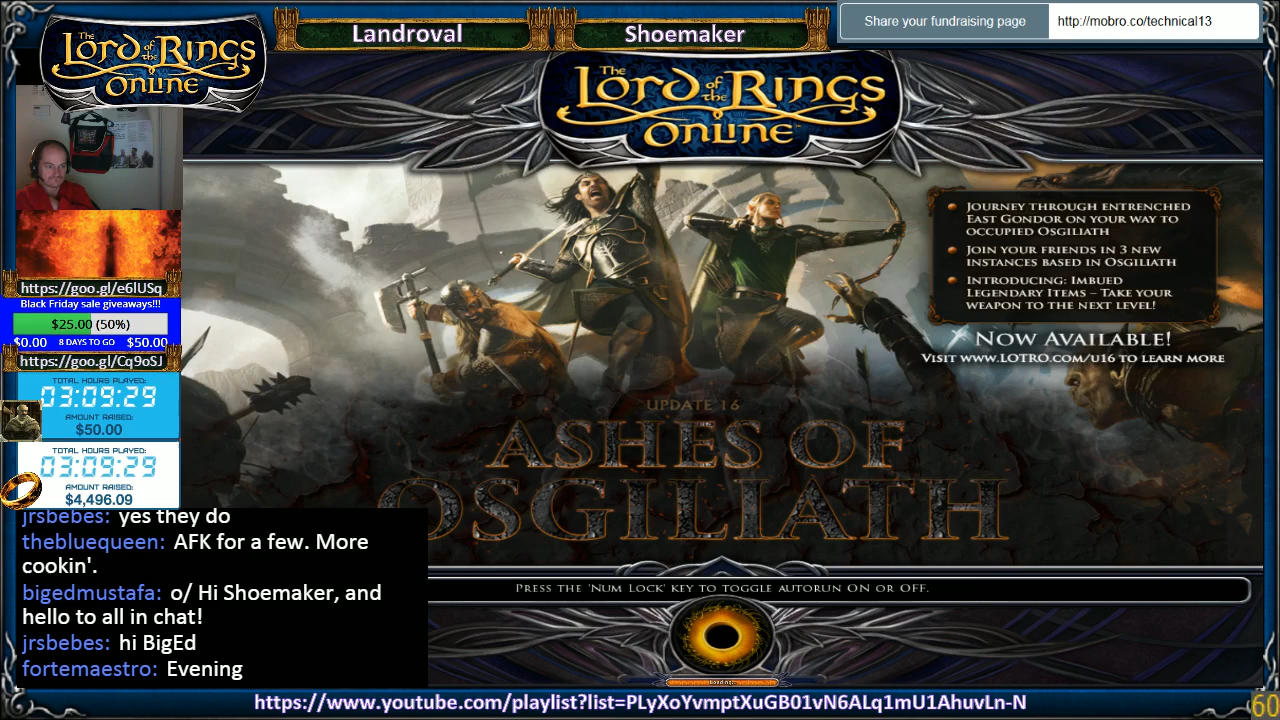 The
Lord of the Rings
Online™
Landroval
Shoemaker
Share your fundraising page
http://mobro.co/technical13
The
Lord of the Rings
Online™
Journey through entrenched
East Gondor on your way to
occupied Osgiliath
Join your friends in 3 new
instances based in Osgiliath
Introducing: Imbued
Legendary Items – Take your
weapon to the next level!
Now Available!
Visit www.LOTRO.com/u16 to learn more
Update 16
Ashes of
Osgiliath
https://goo.gl/e6lUSq
Black Friday sale giveaways!!!
$25.00 (50%)
$0.00 8 DAYS TO GO $50.00
https://goo.gl/Cq9oSJ
TOTAL HOURS PLAYED:
03:09:29
AMOUNT RAISED:
$50.00
TOTAL HOURS PLAYED:
03:09:29
AMOUNT RAISED:
$4,496.09
jrsbebes: yes they do
thebluequeen: AFK for a few. More
cookin'.
bigedmustafa: o/ Hi Shoemaker, and
hello to all in chat!
jrsbebes: hi BigEd
fortemaestro: Evening
Press the 'Num Lock' key to toggle autorun ON or OFF.
Loading...
https://www.youtube.com/playlist?list=PLyXoYvmptXuGB01vN6ALq1mU1AhuvLn-N
60